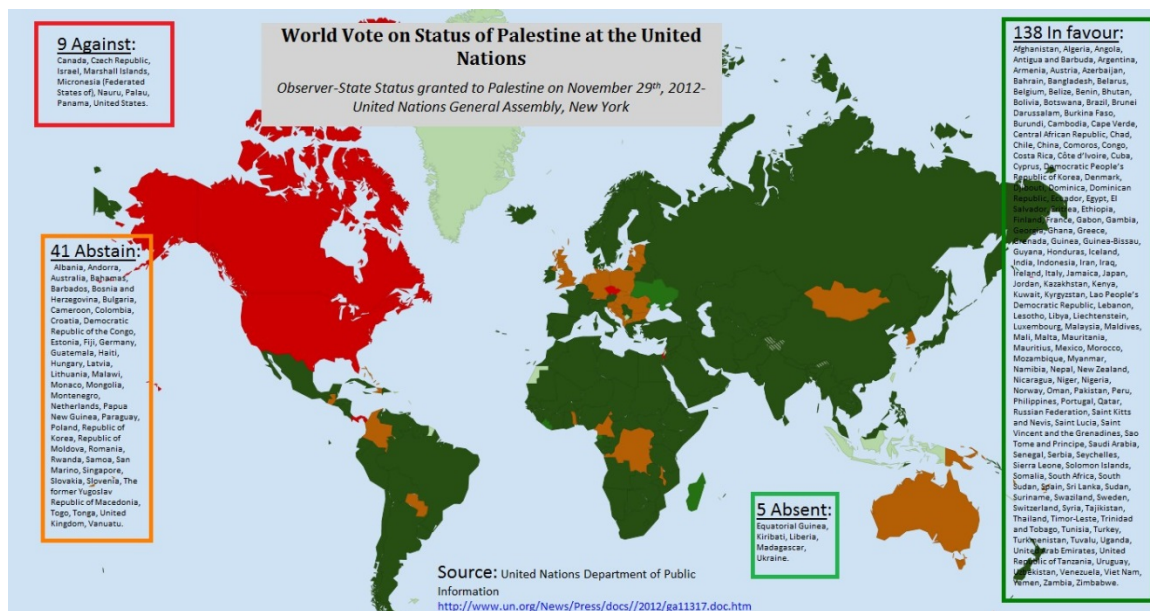 World Vote on Status of Palestine at the United
Nations
Observer-State Status granted to Palestine on November 29th, 2012-
United Nations General Assembly, New York
9 Against:
Canada, Czech Republic,
Israel, Marshall Islands,
Micronesia (Federated
States of), Nauru, Palau,
Panama, United States.
41 Abstain:
Albania, Andorra,
Australia, Bahamas,
Barbados, Bosnia and
Herzegovina, Bulgaria,
Cameroon, Colombia,
Croatia, Democratic
Republic of the Congo,
Estonia, Fiji, Germany,
Guatemala, Haiti,
Hungary, Latvia,
Lithuania, Malawi,
Monaco, Mongolia,
Montenegro,
Netherlands, Papua
New Guinea, Paraguay,
Poland, Republic of
Korea, Republic of
Moldova, Romania,
Rwanda, Samoa, San
Marino, Singapore,
Slovakia, Slovenia, The
former Yugoslav
Republic of Macedonia,
Togo, Tonga, United
Kingdom, Vanuatu.
5 Absent:
Equatorial Guinea,
Kiribati, Liberia,
Madagascar,
Ukraine.
Source: United Nations Department of Public
Information
http://www.un.org/News/Press/docs//2012/ga11317.doc.htm
138 In favour:
Afghanistan, Algeria, Angola,
Antigua and Barbuda, Argentina,
Armenia, Austria, Azerbaijan,
Bahrain, Bangladesh, Belarus,
Belgium, Belize, Benin, Bhutan,
Bolivia, Botswana, Brazil, Brunei
Darussalam, Burkina Faso,
Burundi, Cambodia, Cape Verde,
Central African Republic, Chad,
Chile, China, Comoros, Congo,
Costa Rica, Côte d'Ivoire, Cuba,
Cyprus, Democratic People's
Republic of Korea, Denmark,
Djibouti, Dominica, Dominican
Republic, Ecuador, Egypt, El
Salvador, Eritrea, Ethiopia,
Finland, France, Gabon, Gambia,
Georgia, Ghana, Greece,
Grenada, Guinea, Guinea-Bissau,
Guyana, Honduras, Iceland,
India, Indonesia, Iran, Iraq,
Ireland, Italy, Jamaica, Japan,
Jordan, Kazakhstan, Kenya,
Kuwait, Kyrgyzstan, Lao People's
Democratic Republic, Lebanon,
Lesotho, Libya, Liechtenstein,
Luxembourg, Malaysia, Maldives,
Mali, Malta, Mauritania,
Mauritius, Mexico, Morocco,
Mozambique, Myanmar,
Namibia, Nepal, New Zealand,
Nicaragua, Niger, Nigeria,
Norway, Oman, Pakistan, Peru,
Philippines, Portugal, Qatar,
Russian Federation, Saint Kitts
and Nevis, Saint Lucia, Saint
Vincent and the Grenadines, Sao
Tome and Principe, Saudi Arabia,
Senegal, Serbia, Seychelles,
Sierra Leone, Solomon Islands,
Somalia, South Africa, South
Sudan, Spain, Sri Lanka, Sudan,
Suriname, Swaziland, Sweden,
Switzerland, Syria, Tajikistan,
Thailand, Timor-Leste, Trinidad
and Tobago, Tunisia, Turkey,
Turkmenistan, Tuvalu, Uganda,
United Arab Emirates, United
Republic of Tanzania, Uruguay,
Uzbekistan, Venezuela, Viet Nam,
Yemen, Zambia, Zimbabwe.